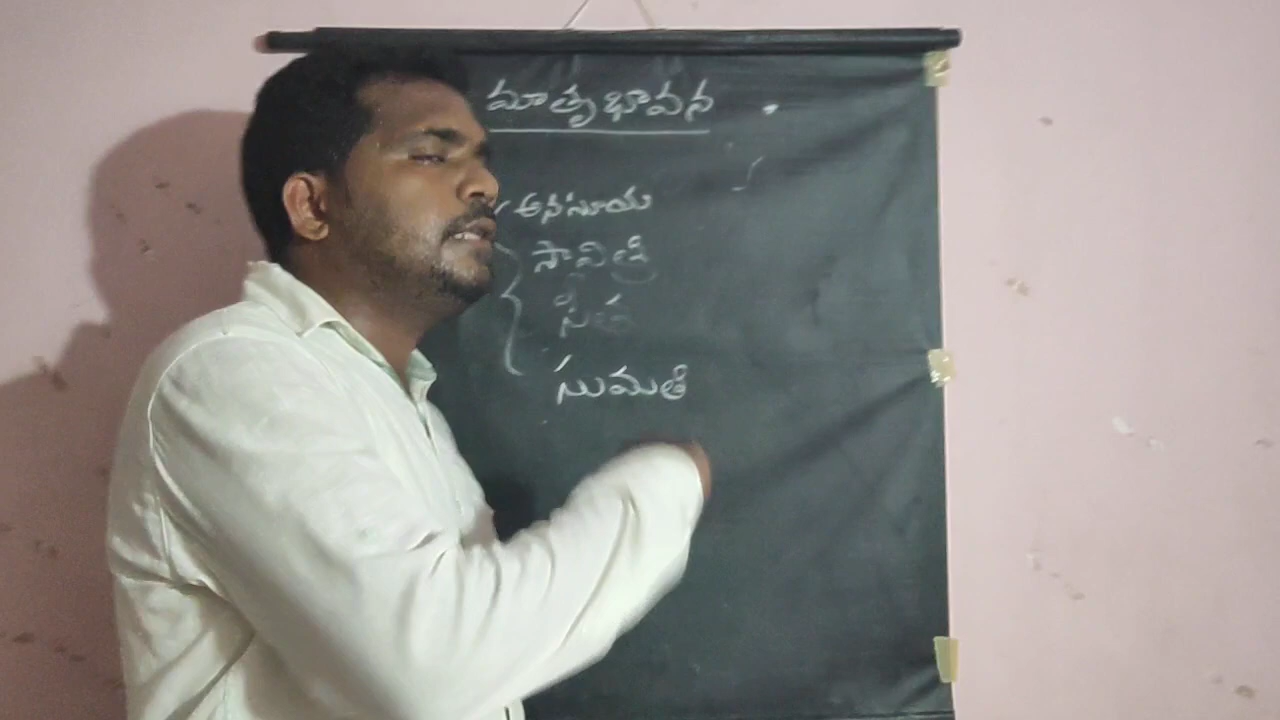 మాతృభావన
అనసూయ
సావిత్రి
సీత
సుమతి